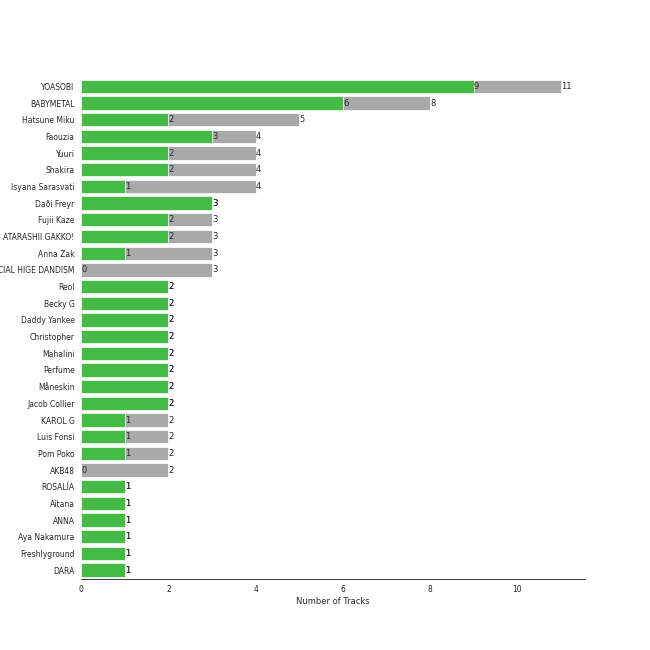 YOASOBI 9 11
BABYMETAL 6 8
Hatsune Miku 2 5
Faouzia 3 4
Yuuri 2 4
Shakira 2 4
Isyana Sarasvati 1 4
Daði Freyr 3
Fujii Kaze 2 3
ATARASHII GAKKO! 2 3
Anna Zak 1 3
CIAL HIGE DANDISM 0 3
Reol 2
Becky G 2
Daddy Yankee 2
Christopher 2
Mahalini 2
Perfume 2
Måneskin 2
Jacob Collier 2
KAROL G 1 2
Luis Fonsi 1 2
Pom Poko 1 2
AKB48 0 2
ROSALÍA 1
Aitana 1
ANNA 1
Aya Nakamura 1
Freshlyground 1
DARA 1
0 2 4 6 8 10
Number of Tracks